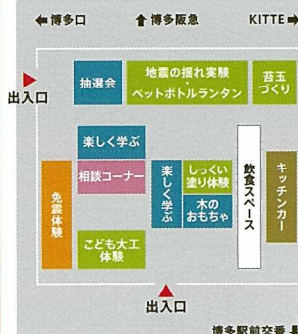 ←博多口
↑博多阪急
KITTE→
抽選会
地震の揺れ実験
・
ペットボトルランタン
苔玉
づくり
出入口
楽しく学ぶ
相談コーナー
免震体験
楽しく学ぶ
しっくい
塗り体験
木の
おもちゃ
飲食スペース
キッチンカー
こども大工
体験
出入口
博多駅前交番